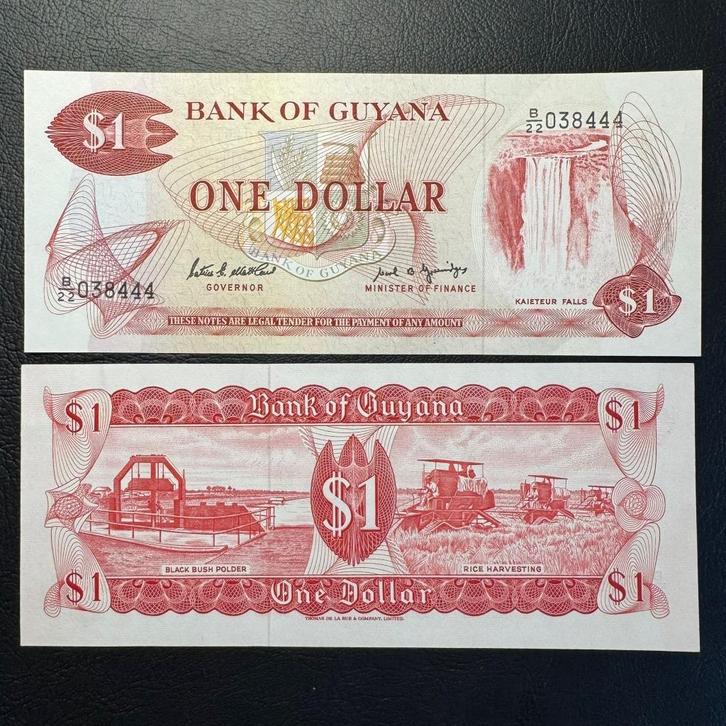 $1
BANK OF GUYANA
B/22 038444
ONE DOLLAR
BANK OF GUYANA
B/22 038444
GOVERNOR
MINISTER OF FINANCE
KAIETEUR FALLS
$1
THESE NOTES ARE LEGAL TENDER FOR THE PAYMENT OF ANY AMOUNT
$1
Bank of Guyana
$1
$1
BLACK BUSH POLDER
RICE HARVESTING
$1
One Dollar
$1
THOMAS DE LA RUE & COMPANY, LIMITED.